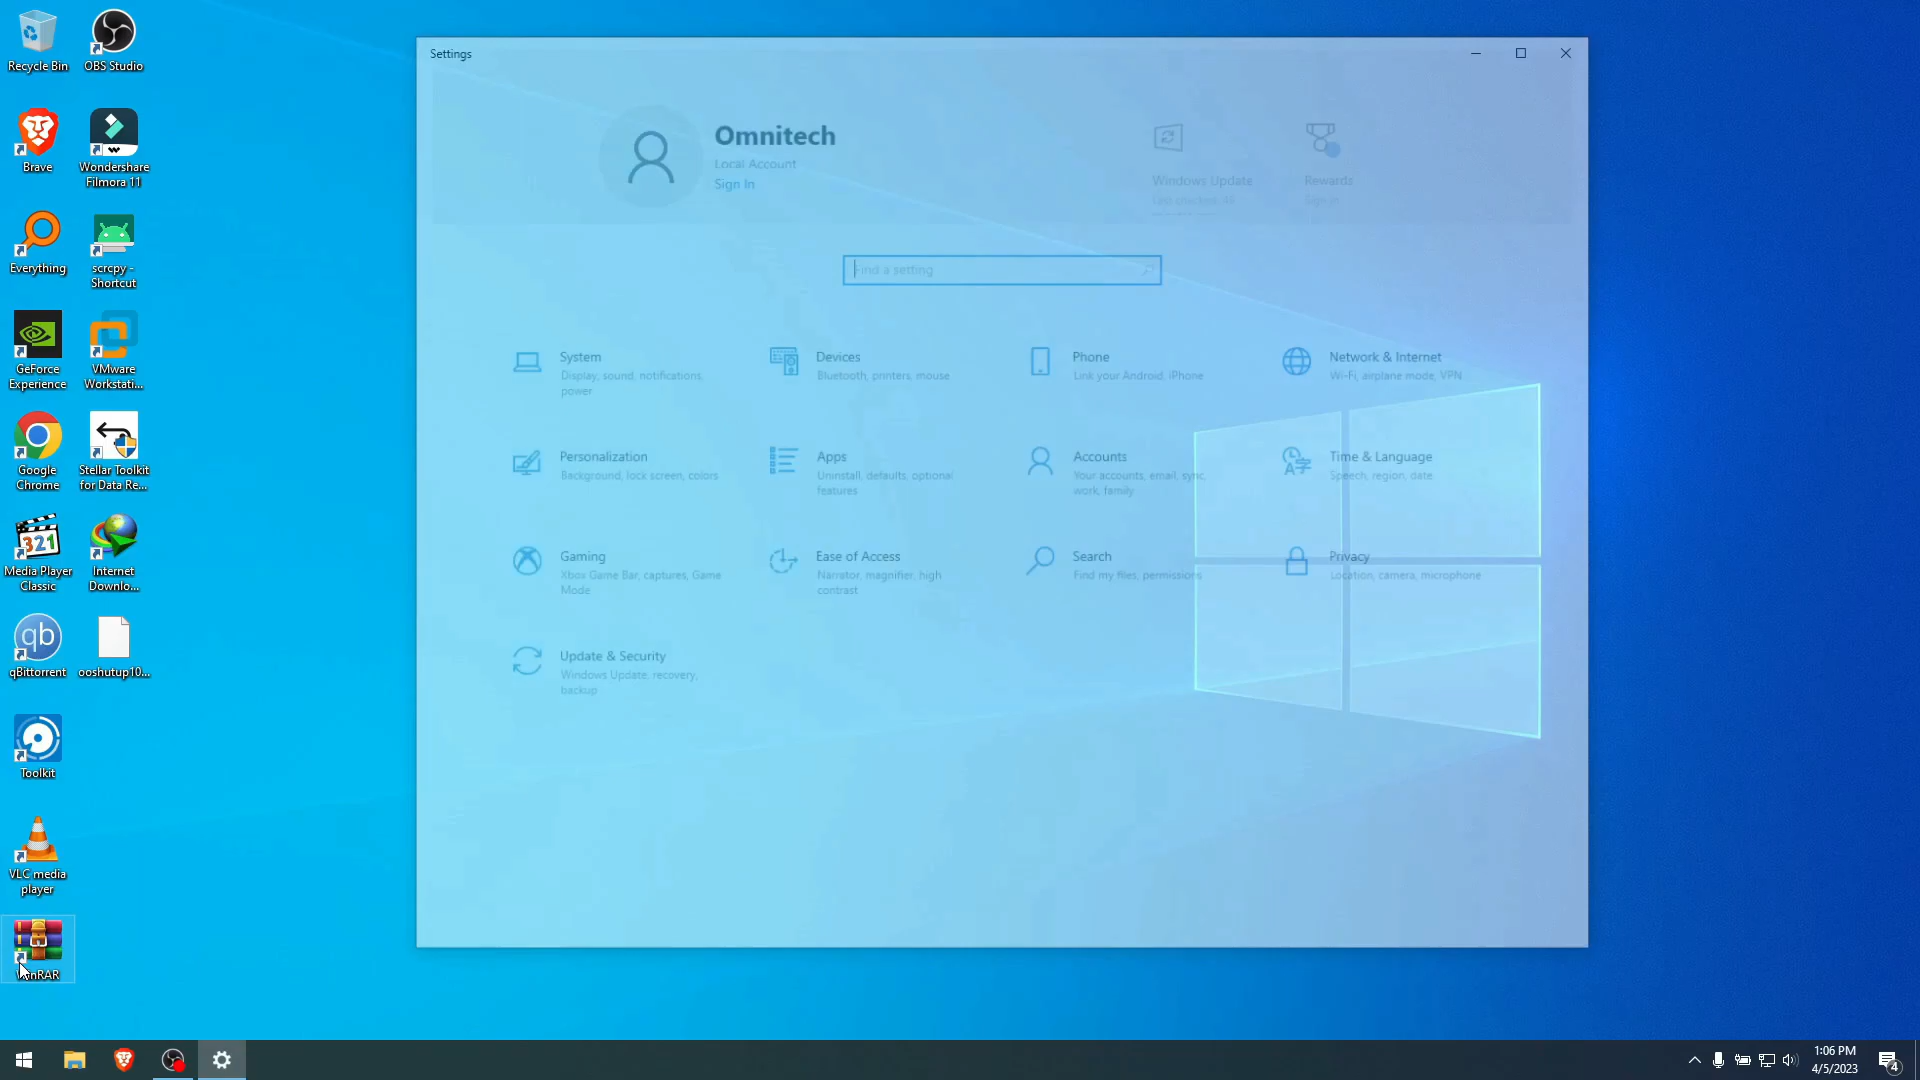 Recycle Bin
OBS Studio
Brave
Wondershare
Filmora 11
Everything
scrcpy -
Shortcut
GeForce
Experience
VMware
Workstati...
Google
Chrome
Stellar Toolkit
for Data Re...
Media Player
Classic
Internet
Downlo...
qBittorrent
ooshutup10...
Toolkit
VLC media
player
WinRAR
Settings
Omnitech
Local Account
Sign In
Windows Update
Rewards
Sign in
Find a setting
System
Display, sound, notifications,
power
Devices
Bluetooth, printers, mouse
Phone
Link your Android, iPhone
Network & Internet
Wi-Fi, airplane mode, VPN
Personalization
Background, lock screen, colors
Apps
Uninstall, defaults, optional
features
Accounts
Your accounts, email, sync,
work, family
Time & Language
Speech, region, date
Gaming
Xbox Game Bar, captures, Game
Mode
Ease of Access
Narrator, magnifier, high
contrast
Search
Find my files, permissions
Privacy
Location, camera, microphone
Update & Security
Windows Update, recovery,
backup
1:06 PM
4/5/2023
4